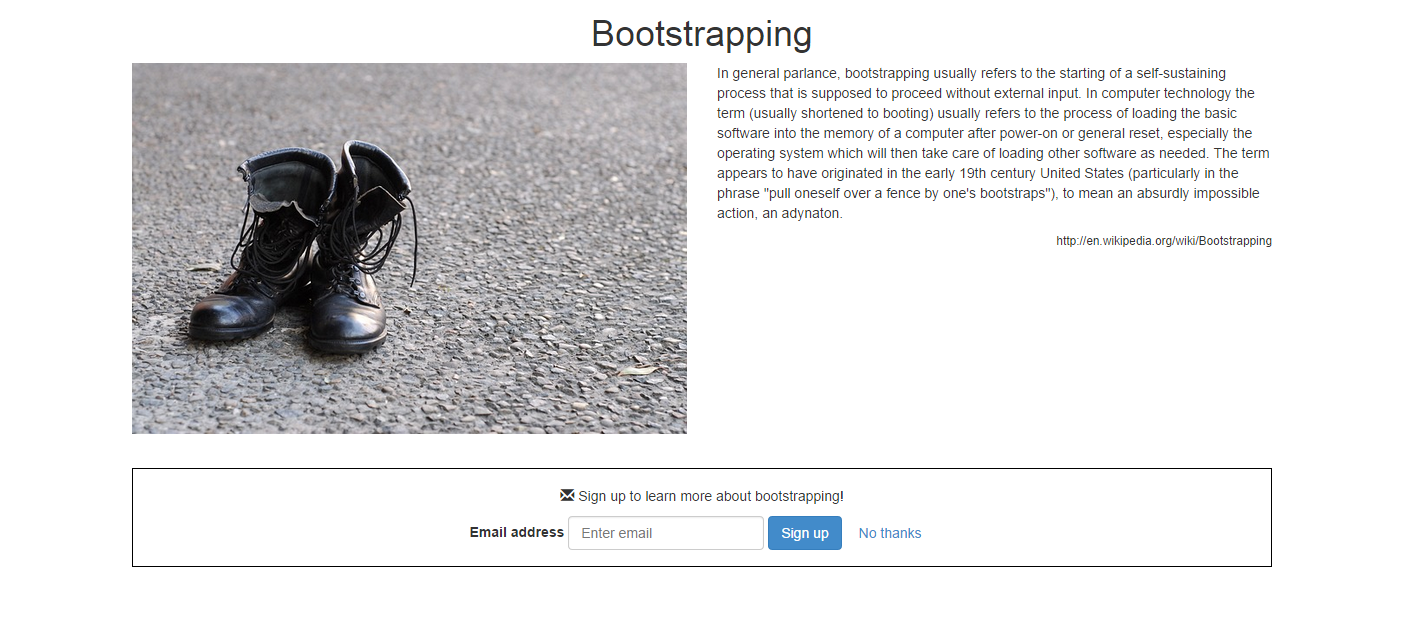 Bootstrapping
In general parlance, bootstrapping usually refers to the starting of a self-sustaining
process that is supposed to proceed without external input. In computer technology the
term (usually shortened to booting) usually refers to the process of loading the basic
software into the memory of a computer after power-on or general reset, especially the
operating system which will then take care of loading other software as needed. The term
appears to have originated in the early 19th century United States (particularly in the
phrase "pull oneself over a fence by one's bootstraps"), to mean an absurdly impossible
action, an adynaton.
http://en.wikipedia.org/wiki/Bootstrapping
Sign up to learn more about bootstrapping!
Email address Enter email Sign up No thanks